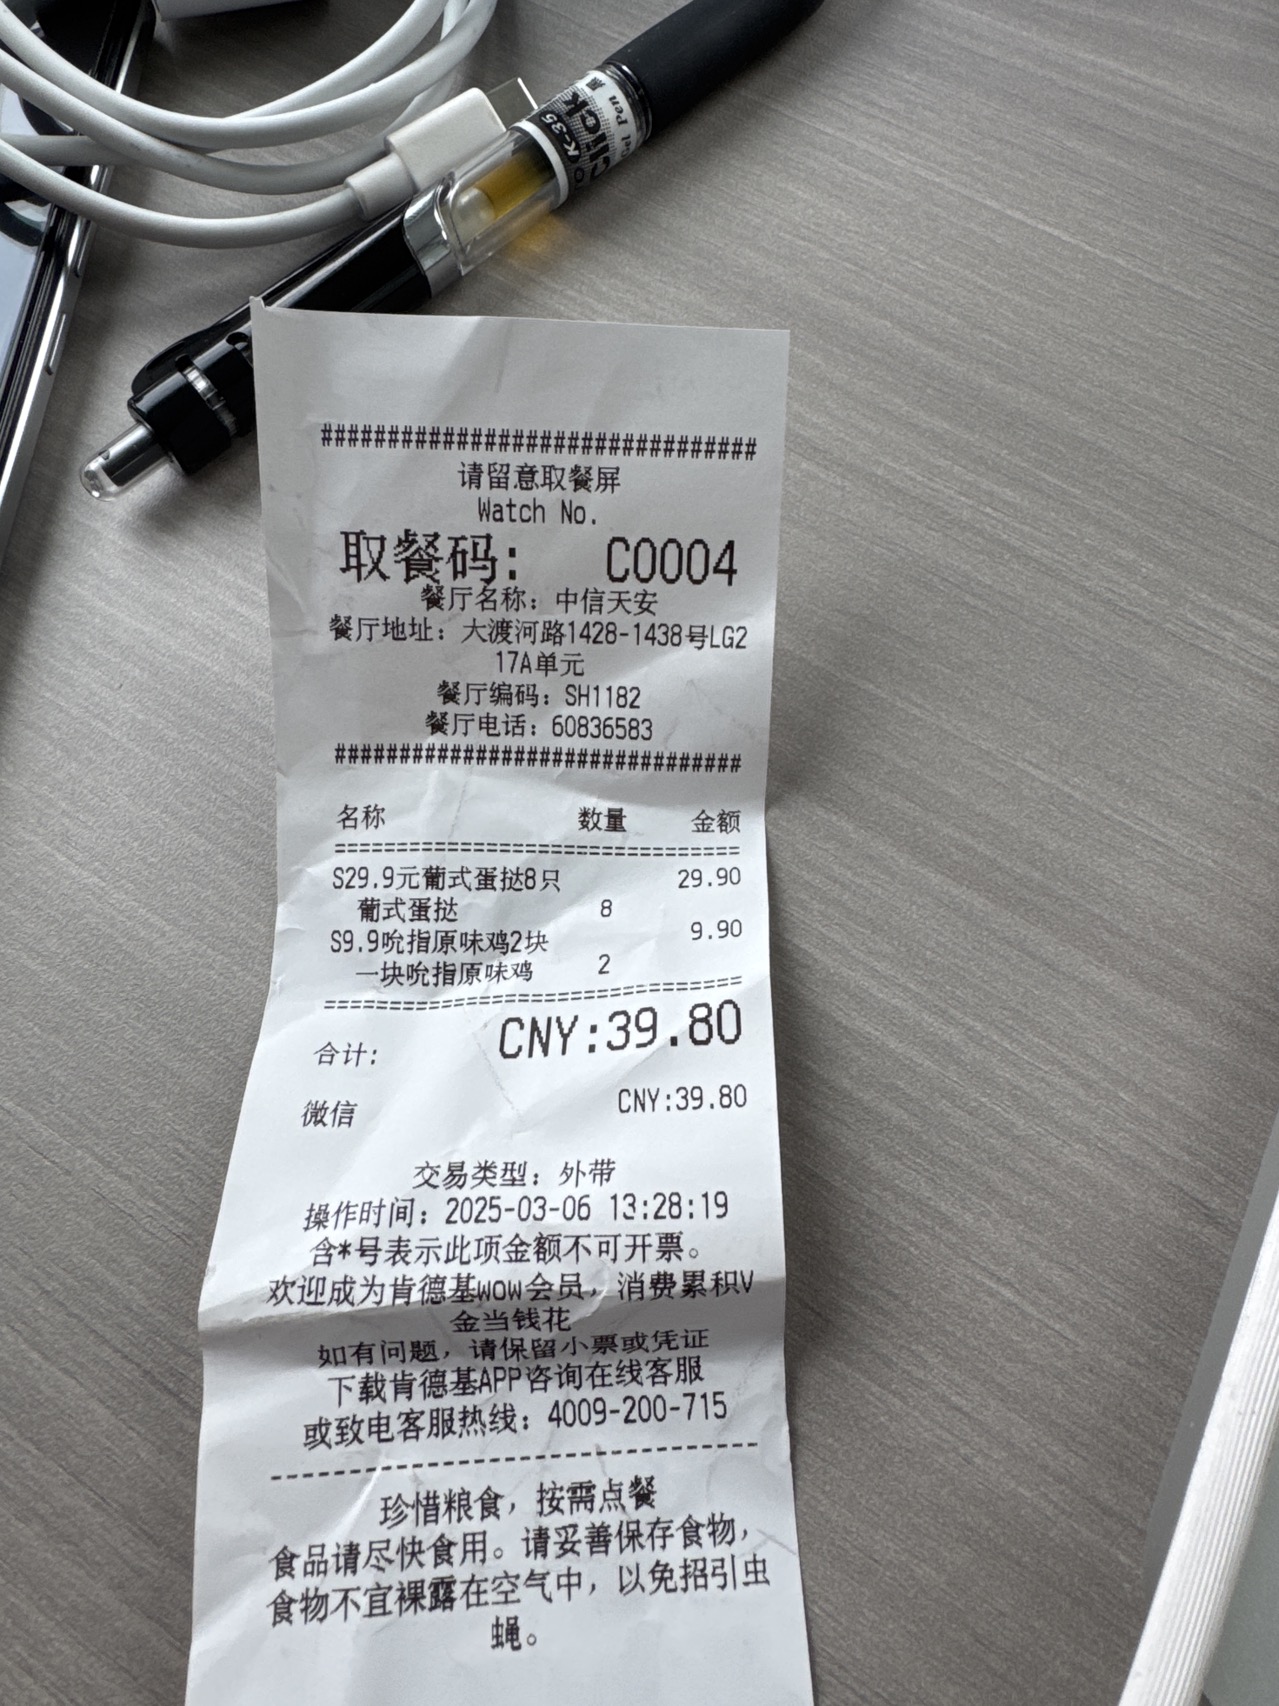 K-35
Click
Gel Pen 黑
################################
请留意取餐屏
Watch No.
取餐码: C0004
餐厅名称: 中信天安
餐厅地址: 大渡河路1428-1438号LG2
17A单元
餐厅编码: SH1182
餐厅电话: 60836583
################################
名称 数量 金额
================================
S29.9元葡式蛋挞8只 29.90
葡式蛋挞 8
S9.9吮指原味鸡2块 9.90
一块吮指原味鸡 2
================================
合计: CNY:39.80
微信 CNY:39.80
交易类型: 外带
操作时间: 2025-03-06 13:28:19
含*号表示此项金额不可开票。
欢迎成为肯德基WOW会员, 消费累积V
金当钱花
如有问题, 请保留小票或凭证
下载肯德基APP咨询在线客服
或致电客服热线: 4009-200-715
--------------------------------
珍惜粮食, 按需点餐
食品请尽快食用。请妥善保存食物,
食物不宜裸露在空气中, 以免招引虫
蝇。